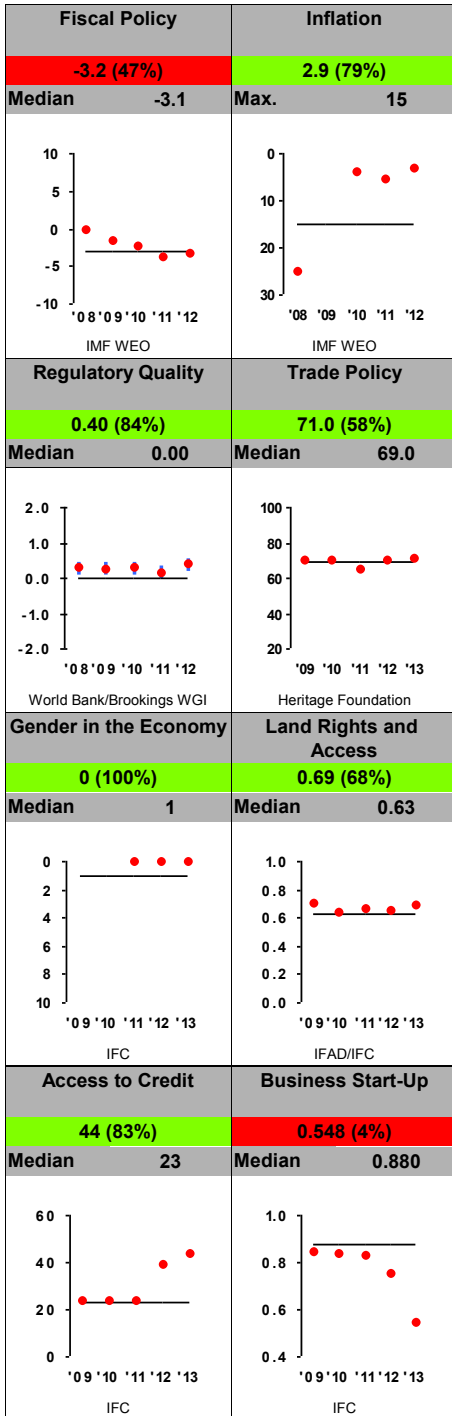 Fiscal Policy
-3.2 (47%)
Median -3.1
10
5
0
-5
-10
'08 '09 '10 '11 '12
IMF WEO
Inflation
2.9 (79%)
Max. 15
0
10
20
30
'08 '09 '10 '11 '12
IMF WEO
Regulatory Quality
0.40 (84%)
Median 0.00
2.0
1.0
0.0
-1.0
-2.0
'08 '09 '10 '11 '12
World Bank/Brookings WGI
Trade Policy
71.0 (58%)
Median 69.0
100
80
60
40
20
'09 '10 '11 '12 '13
Heritage Foundation
Gender in the Economy
0 (100%)
Median 1
0
2
4
6
8
10
'09 '10 '11 '12 '13
IFC
Land Rights and
Access
0.69 (68%)
Median 0.63
1.0
0.8
0.6
0.4
0.2
0.0
'09 '10 '11 '12 '13
IFAD/IFC
Access to Credit
44 (83%)
Median 23
60
40
20
0
'09 '10 '11 '12 '13
IFC
Business Start-Up
0.548 (4%)
Median 0.880
1.0
0.8
0.6
0.4
'09 '10 '11 '12 '13
IFC